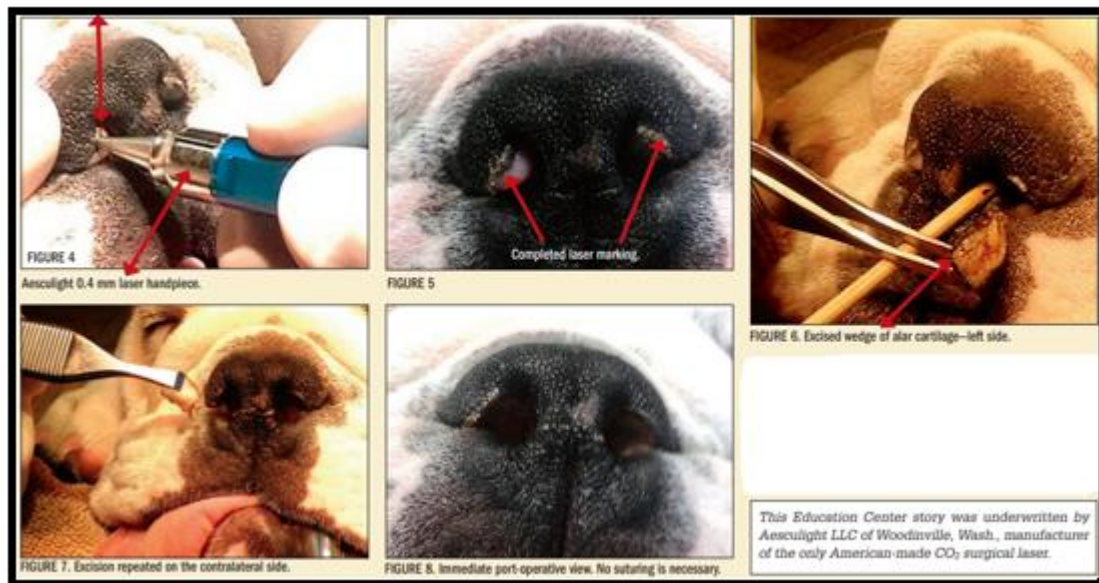 FIGURE 4
Aesculight 0.4 mm laser handpiece.
Completed laser marking.
FIGURE 5
FIGURE 6. Excised wedge of alar cartilage—left side.
FIGURE 7. Excision repeated on the contralateral side.
FIGURE 8. Immediate port-operative view. No suturing is necessary.
This Education Center story was underwritten by
Aesculight LLC of Woodinville, Wash., manufacturer
of the only American-made CO₂ surgical laser.